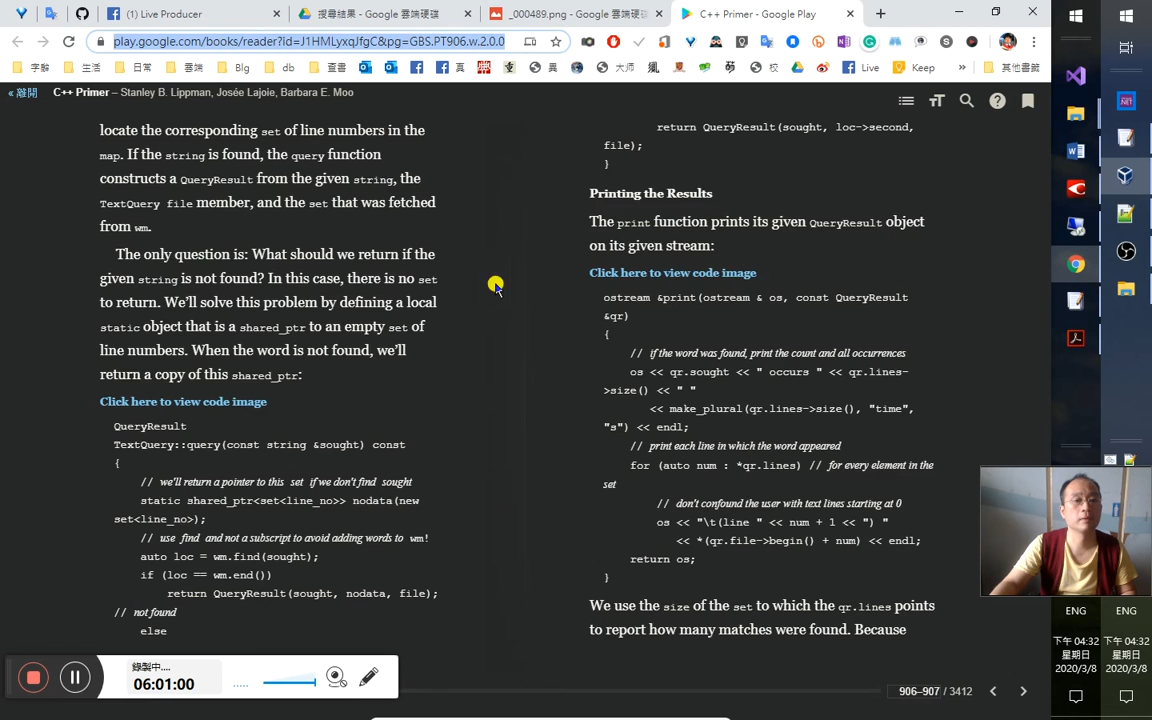 (1) Live Producer
搜尋結果 - Google 雲端硬碟
_000489.png - Google 雲端硬碟
C++ Primer - Google Play
play.google.com/books/reader?id=J1HMLyxqJfgC&pg=GBS.PT906.w.2.0.0
字辭
生活
日常
雲端
Blg
db
查書
真
異
大师
校
Live
Keep
»
其他書籤
« 離開
C++ Primer – Stanley B. Lippman, Josée Lajoie, Barbara E. Moo
locate the corresponding set of line numbers in the
map. If the string is found, the query function
constructs a QueryResult from the given string, the
TextQuery file member, and the set that was fetched
from wm.
The only question is: What should we return if the
given string is not found? In this case, there is no set
to return. We’ll solve this problem by defining a local
static object that is a shared_ptr to an empty set of
line numbers. When the word is not found, we’ll
return a copy of this shared_ptr:
Click here to view code image
QueryResult
TextQuery::query(const string &sought) const
{
// we’ll return a pointer to this set if we don’t find sought
static shared_ptr<set<line_no>> nodata(new
set<line_no>);
// use find and not a subscript to avoid adding words to wm!
auto loc = wm.find(sought);
if (loc == wm.end())
return QueryResult(sought, nodata, file);
// not found
else
return QueryResult(sought, loc->second,
file);
}
Printing the Results
The print function prints its given QueryResult object
on its given stream:
Click here to view code image
ostream &print(ostream & os, const QueryResult
&qr)
{
// if the word was found, print the count and all occurrences
os << qr.sought << " occurs " << qr.lines-
>size() << " "
<< make_plural(qr.lines->size(), "time",
"s") << endl;
// print each line in which the word appeared
for (auto num : *qr.lines) // for every element in the
set
// don’t confound the user with text lines starting at 0
os << "\t(line " << num + 1 << ") "
<< *(qr.file->begin() + num) << endl;
return os;
}
We use the size of the set to which the qr.lines points
to report how many matches were found. Because
906–907 / 3412
錄製中....
06:01:00
ENG
下午 04:32
星期日
2020/3/8
ENG
下午 04:32
星期日
2020/3/8